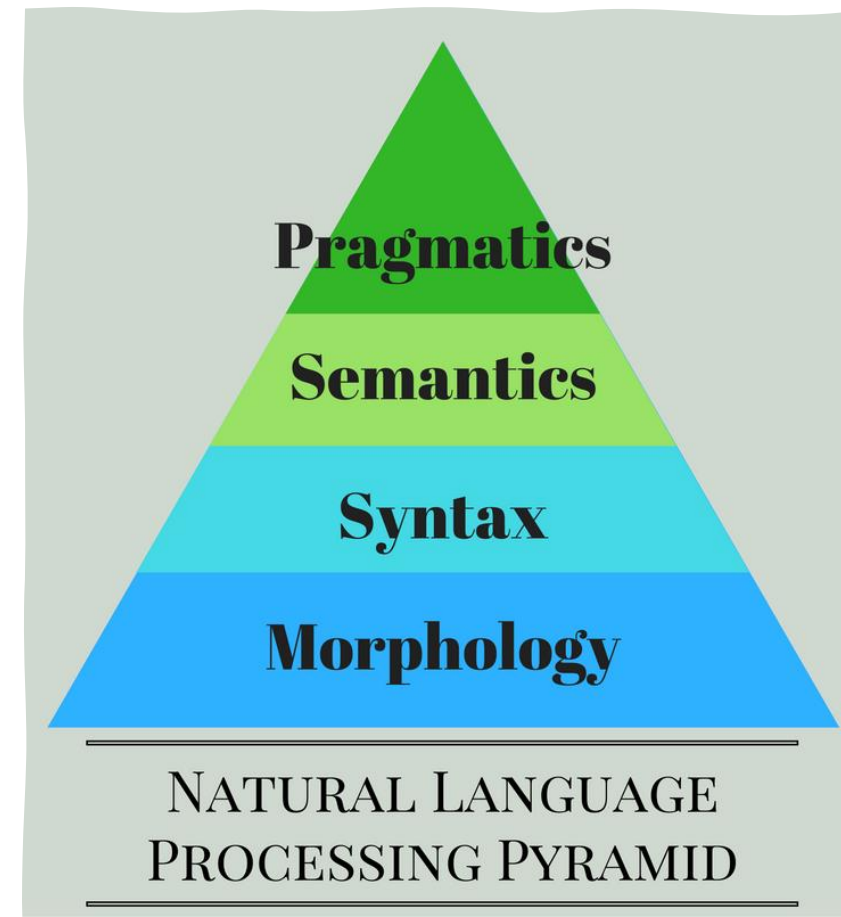 Pragmatics
Semantics
Syntax
Morphology
Natural Language
Processing Pyramid